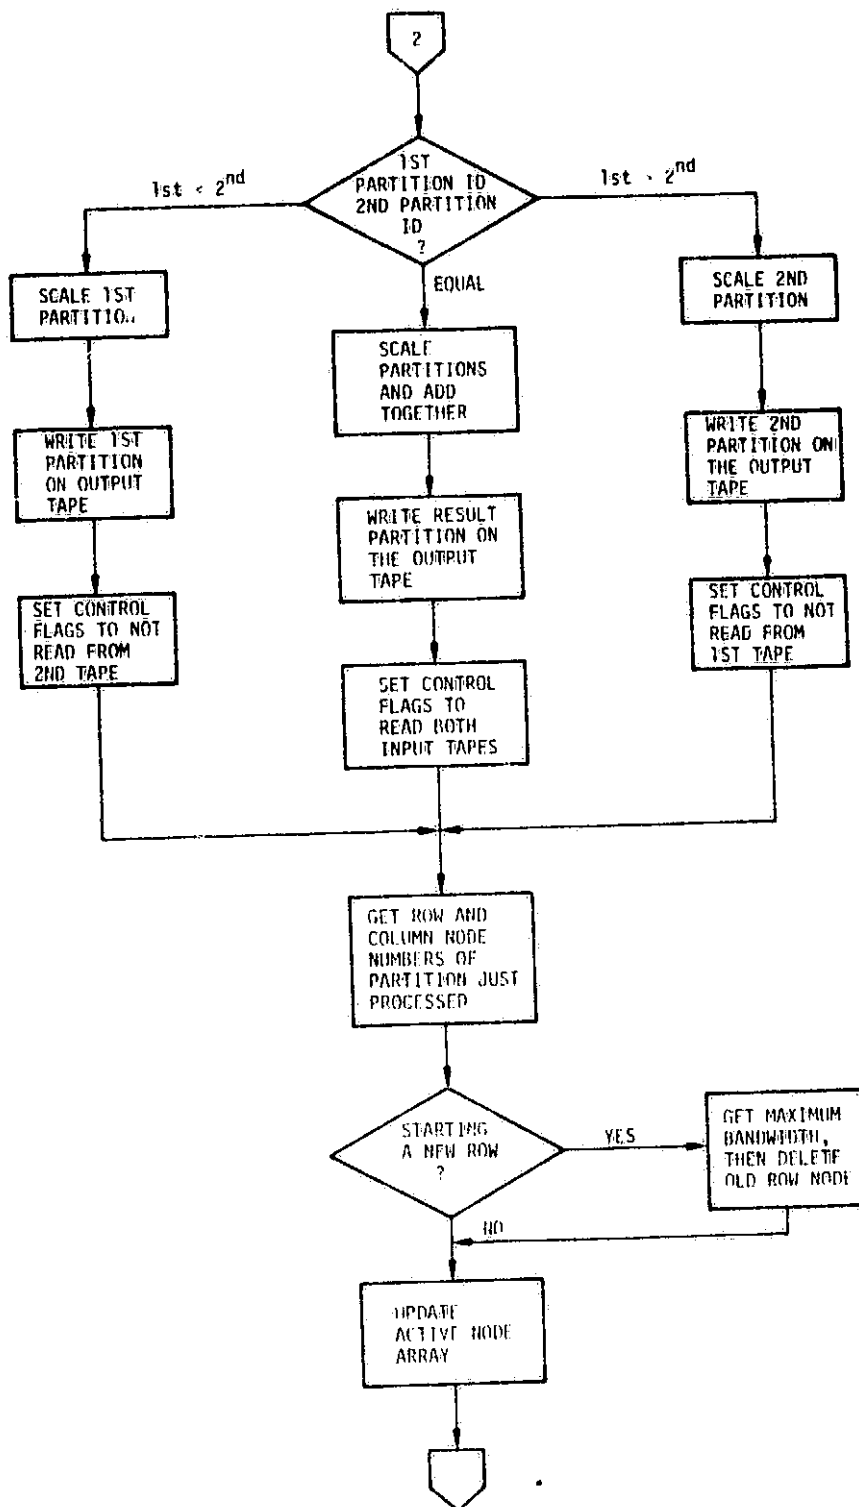 2
1ST
PARTITION ID
2ND PARTITION
ID
?
1st < 2nd
1st 2nd
EQUAL
SCALE 1ST
PARTITION
SCALE
PARTITIONS
AND ADD
TOGETHER
SCALE 2ND
PARTITION
WRITE 1ST
PARTITION
ON OUTPUT
TAPE
WRITE RESULT
PARTITION ON
THE OUTPUT
TAPE
WRITE 2ND
PARTITION ON
THE OUTPUT
TAPE
SET CONTROL
FLAGS TO NOT
READ FROM
2ND TAPE
SET CONTROL
FLAGS TO
READ BOTH
INPUT TAPES
SET CONTROL
FLAGS TO NOT
READ FROM
1ST TAPE
GET ROW AND
COLUMN NODE
NUMBERS OF
PARTITION JUST
PROCESSED
STARTING
A NEW ROW
?
YES
GET MAXIMUM
BANDWIDTH,
THEN DELETE
OLD ROW NODE
NO
UPDATE
ACTIVE NODE
ARRAY